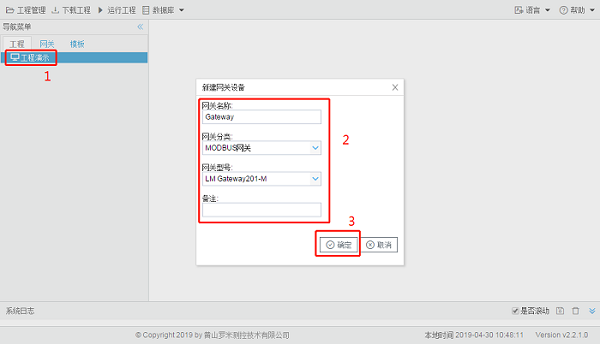 工程管理 下载工程 运行工程 数据库 语言 帮助
导航菜单
工程 网关 模板
工程演示
1
新建网关设备
网关名称:
Gateway
网关分类:
MODBUS网关
2
网关型号:
LM Gateway201-M
备注:
3
确定 取消
系统日志 是否滚动
© Copyright 2019 by 黄山罗米测控技术有限公司 本地时间 2019-04-30 10:48:11 Version v2.2.1.0